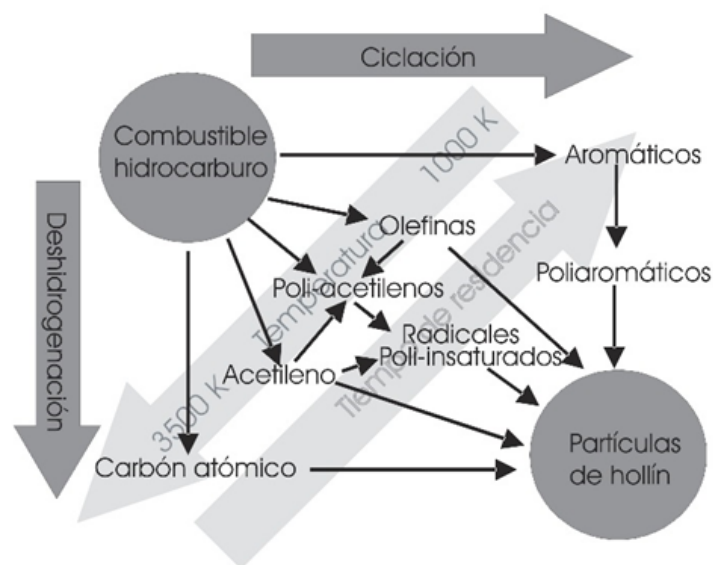 Ciclación
Combustible
hidrocarburo
1000 K
Aromáticos
Deshidrogenación
Olefinas
Temperatura
Tiempo de residencia
Poli-acetilenos
Poliaromáticos
Radicales
Poli-insaturados
Acetileno
3500 K
Carbón atómico
Partículas
de hollín